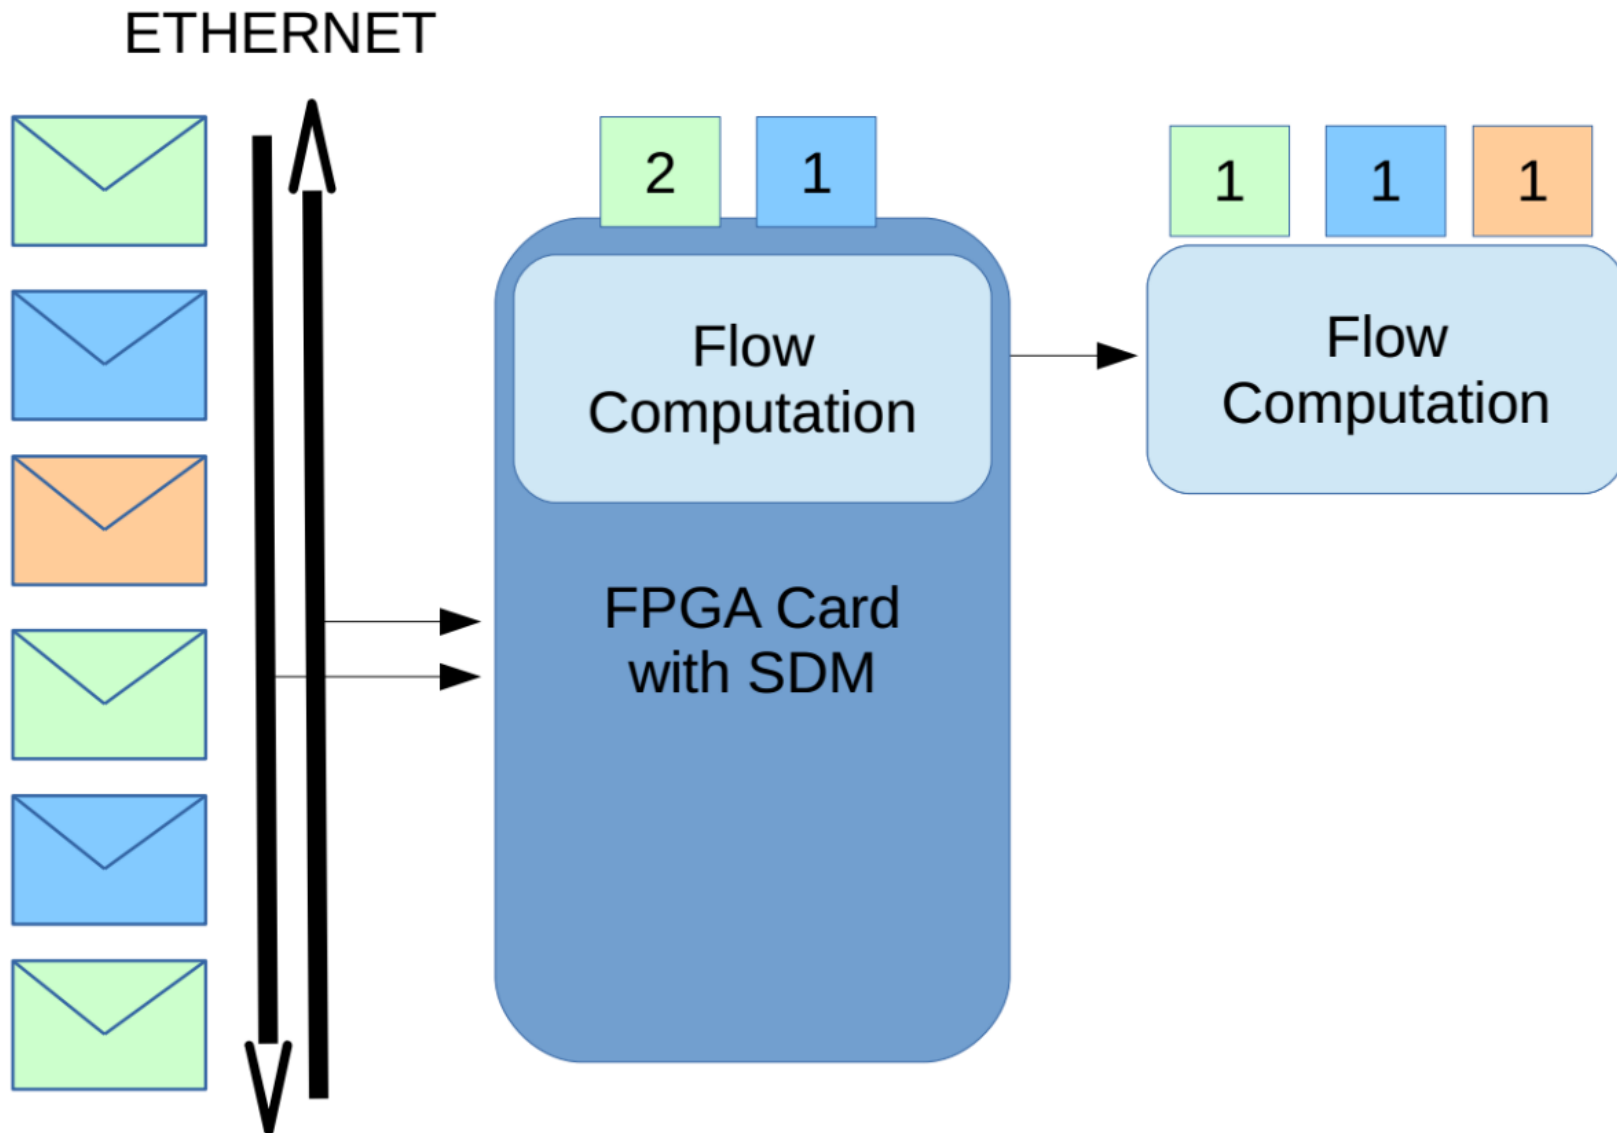 ETHERNET
2 1
1 1 1
Flow
Computation
Flow
Computation
FPGA Card
with SDM